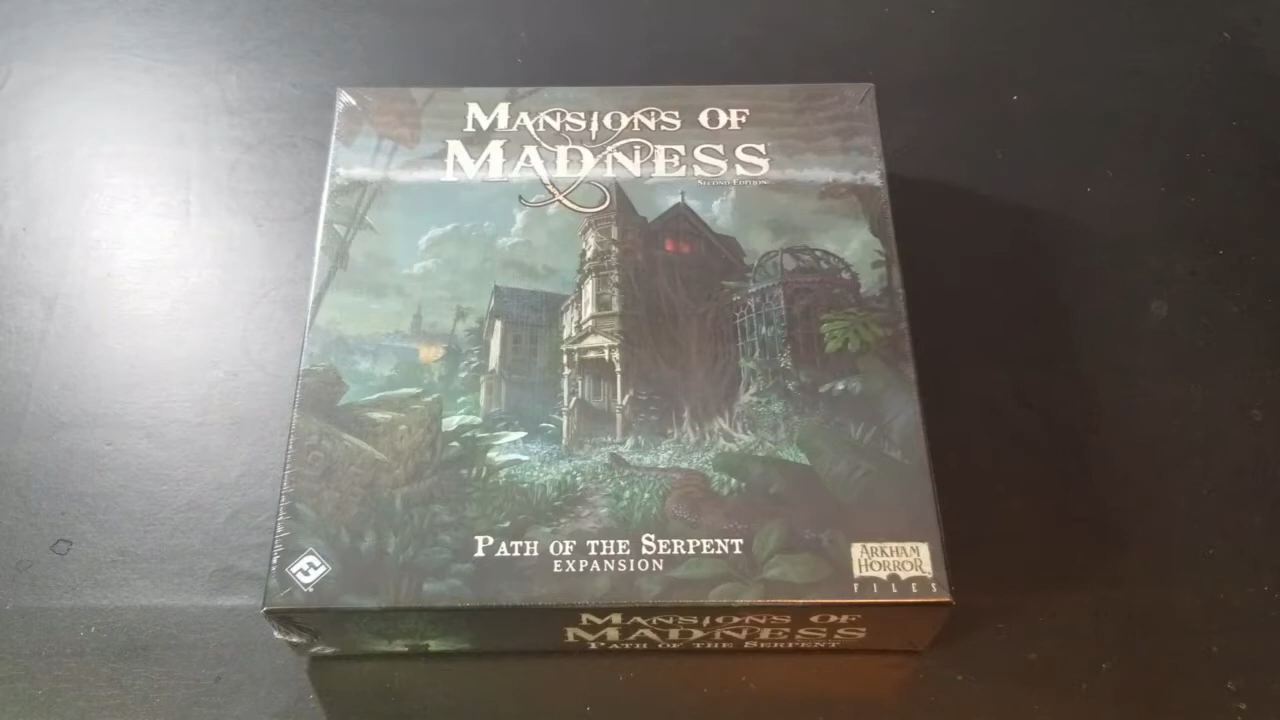 Mansions of
Madness
Second Edition
Path of the Serpent
Expansion
Arkham
Horror
Files
Mansions of
Madness
Path of the Serpent